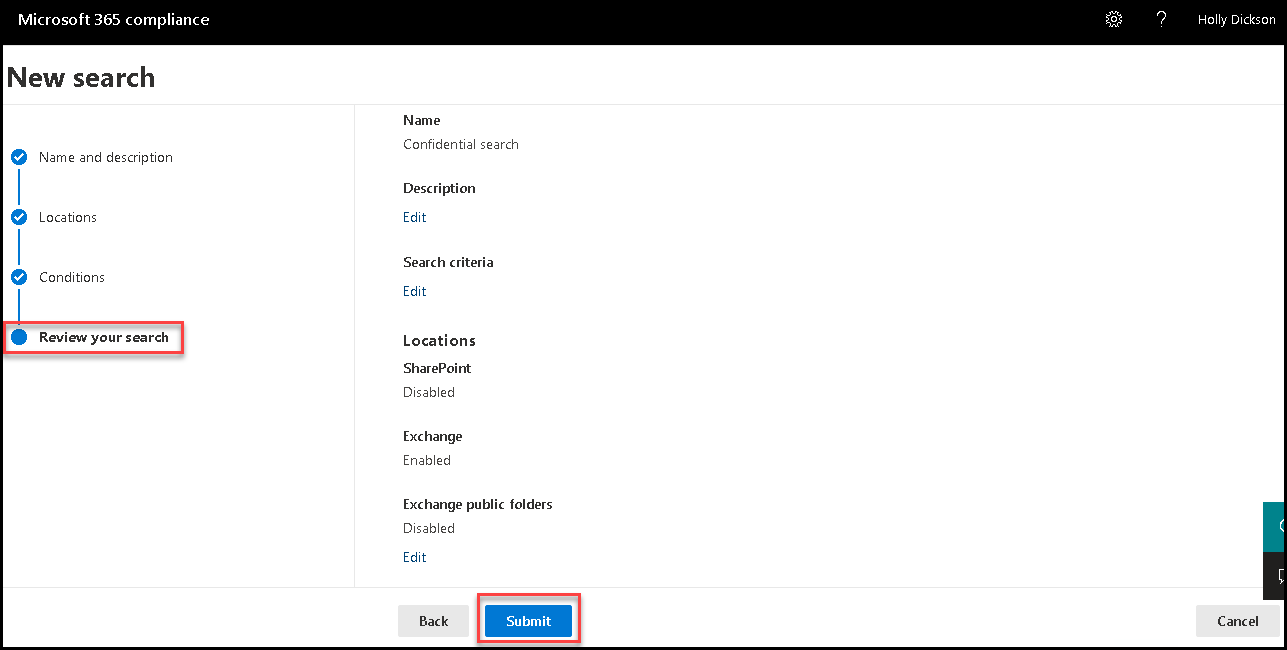 Microsoft 365 compliance
? Holly Dickson
New search
Name and description
Locations
Conditions
Review your search
Name
Confidential search
Description
Edit
Search criteria
Edit
Locations
SharePoint
Disabled
Exchange
Enabled
Exchange public folders
Disabled
Edit
Back
Submit
Cancel